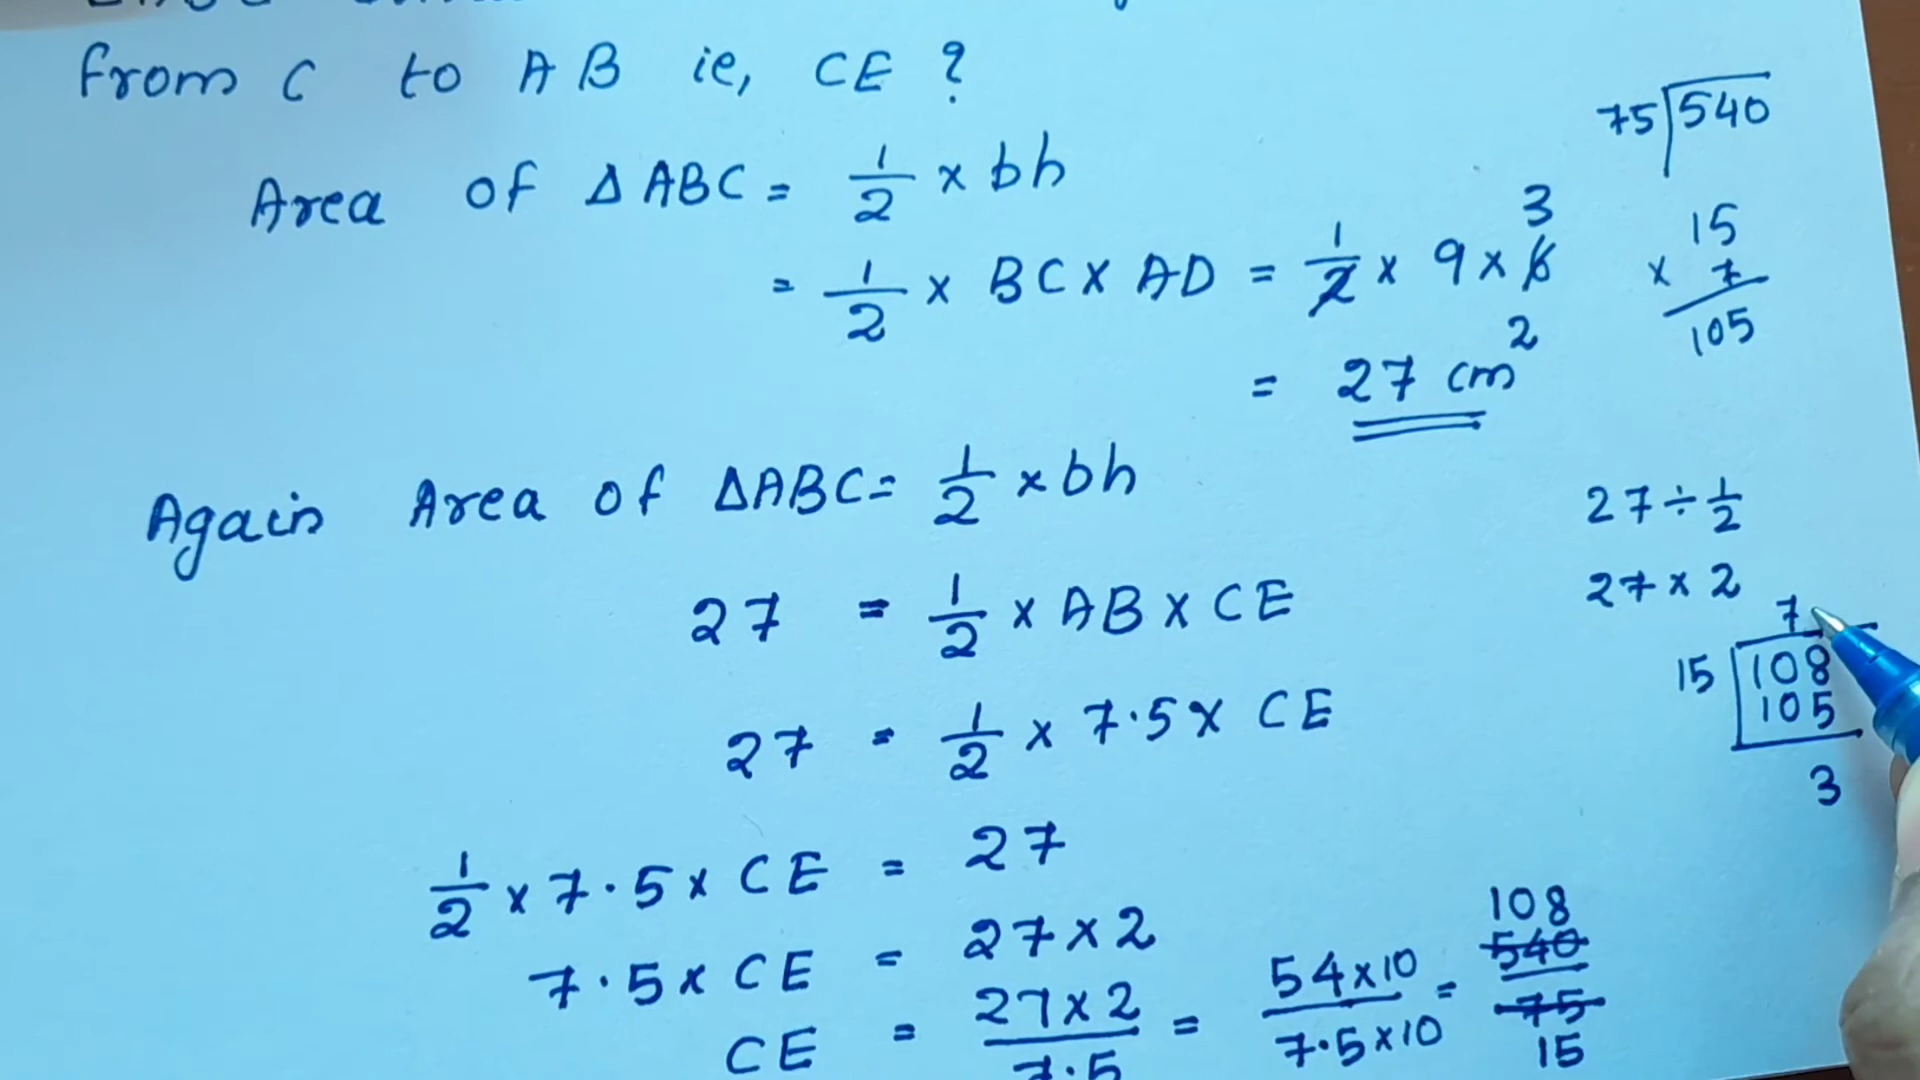 from C to AB ie, CE ?
Area of ΔABC = 1/2 × bh
= 1/2 × BC × AD = 1/2 × 9 × 6 3
= 27 cm²
Again Area of ΔABC = 1/2 × bh
27 = 1/2 × AB × CE
27 = 1/2 × 7.5 × CE
1/2 × 7.5 × CE = 27
7.5 × CE = 27 × 2
CE = 27 × 2 / 7.5 = 54 × 10 / 7.5 × 10 = 540 / 75
108
15
75 540
15
× 7
105
27 ÷ 1/2
27 × 2
7
15 108
105
3